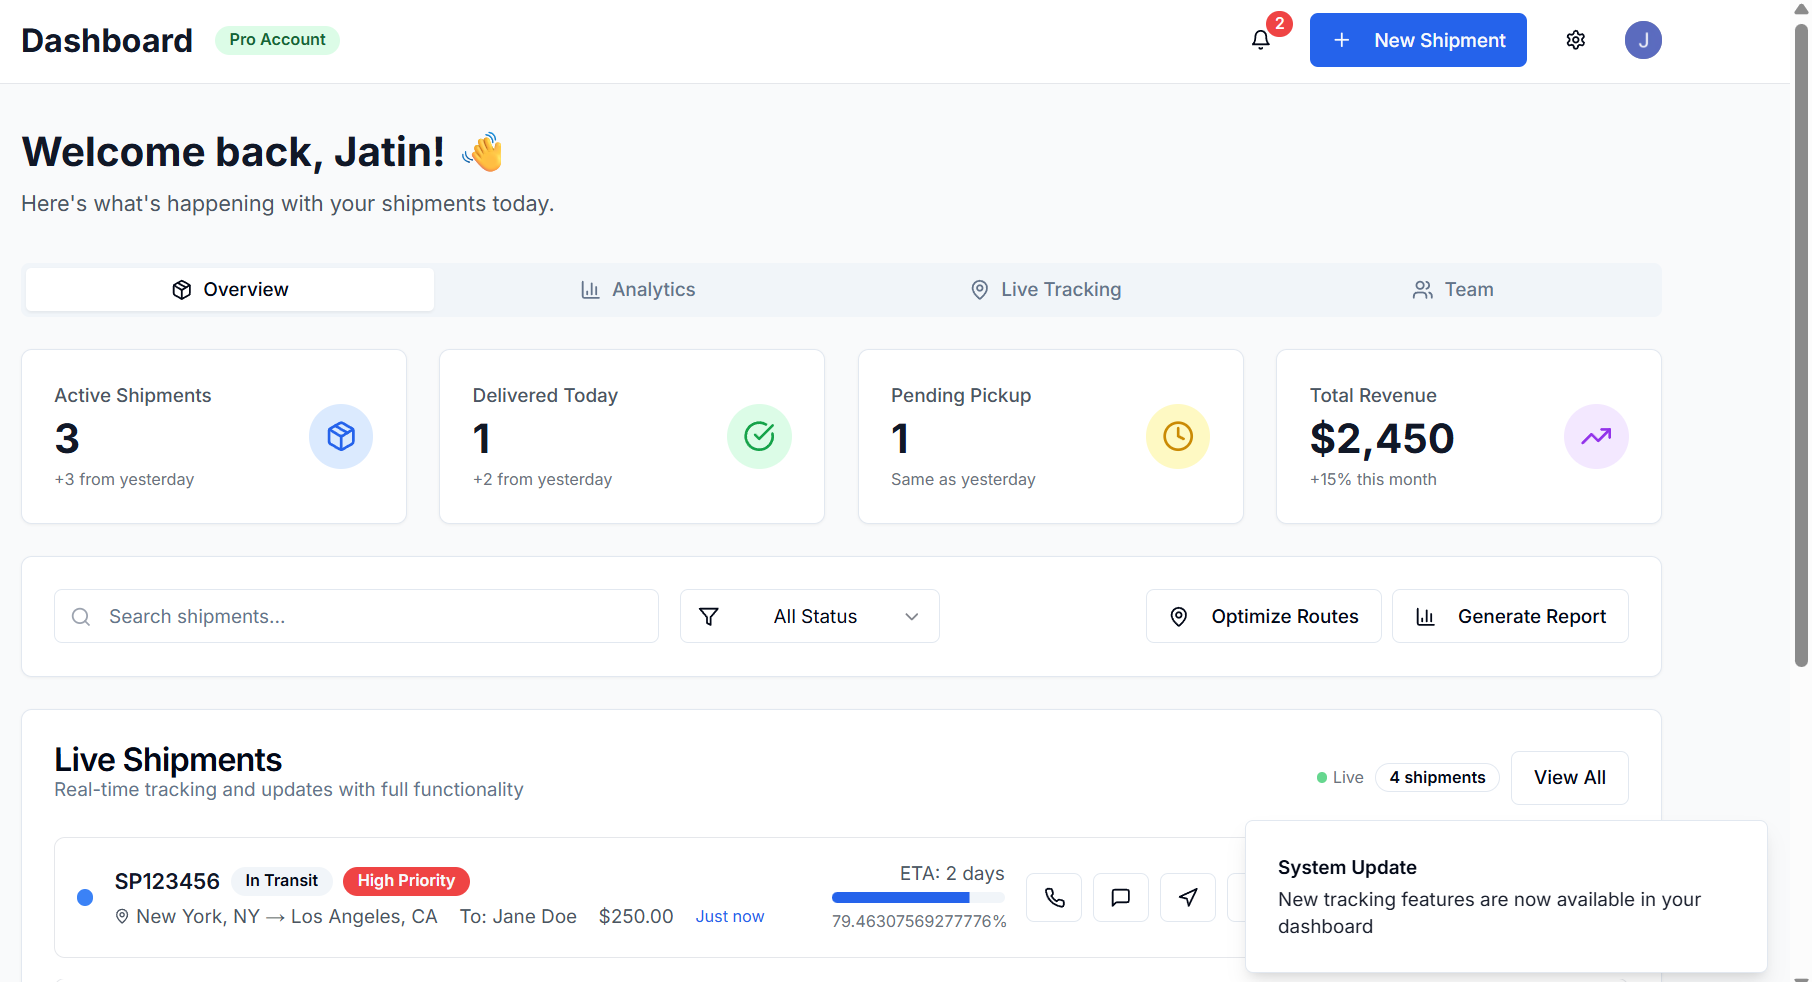 Dashboard
Pro Account
2
New Shipment
J
Welcome back, Jatin! 👋
Here's what's happening with your shipments today.
Overview
Analytics
Live Tracking
Team
Active Shipments
3
+3 from yesterday
Delivered Today
1
+2 from yesterday
Pending Pickup
1
Same as yesterday
Total Revenue
$2,450
+15% this month
Search shipments...
All Status
Optimize Routes
Generate Report
Live Shipments
Real-time tracking and updates with full functionality
Live
4 shipments
View All
SP123456
In Transit
High Priority
New York, NY → Los Angeles, CA
To: Jane Doe
$250.00
Just now
ETA: 2 days
79.46307569277776%
System Update
New tracking features are now available in your
dashboard